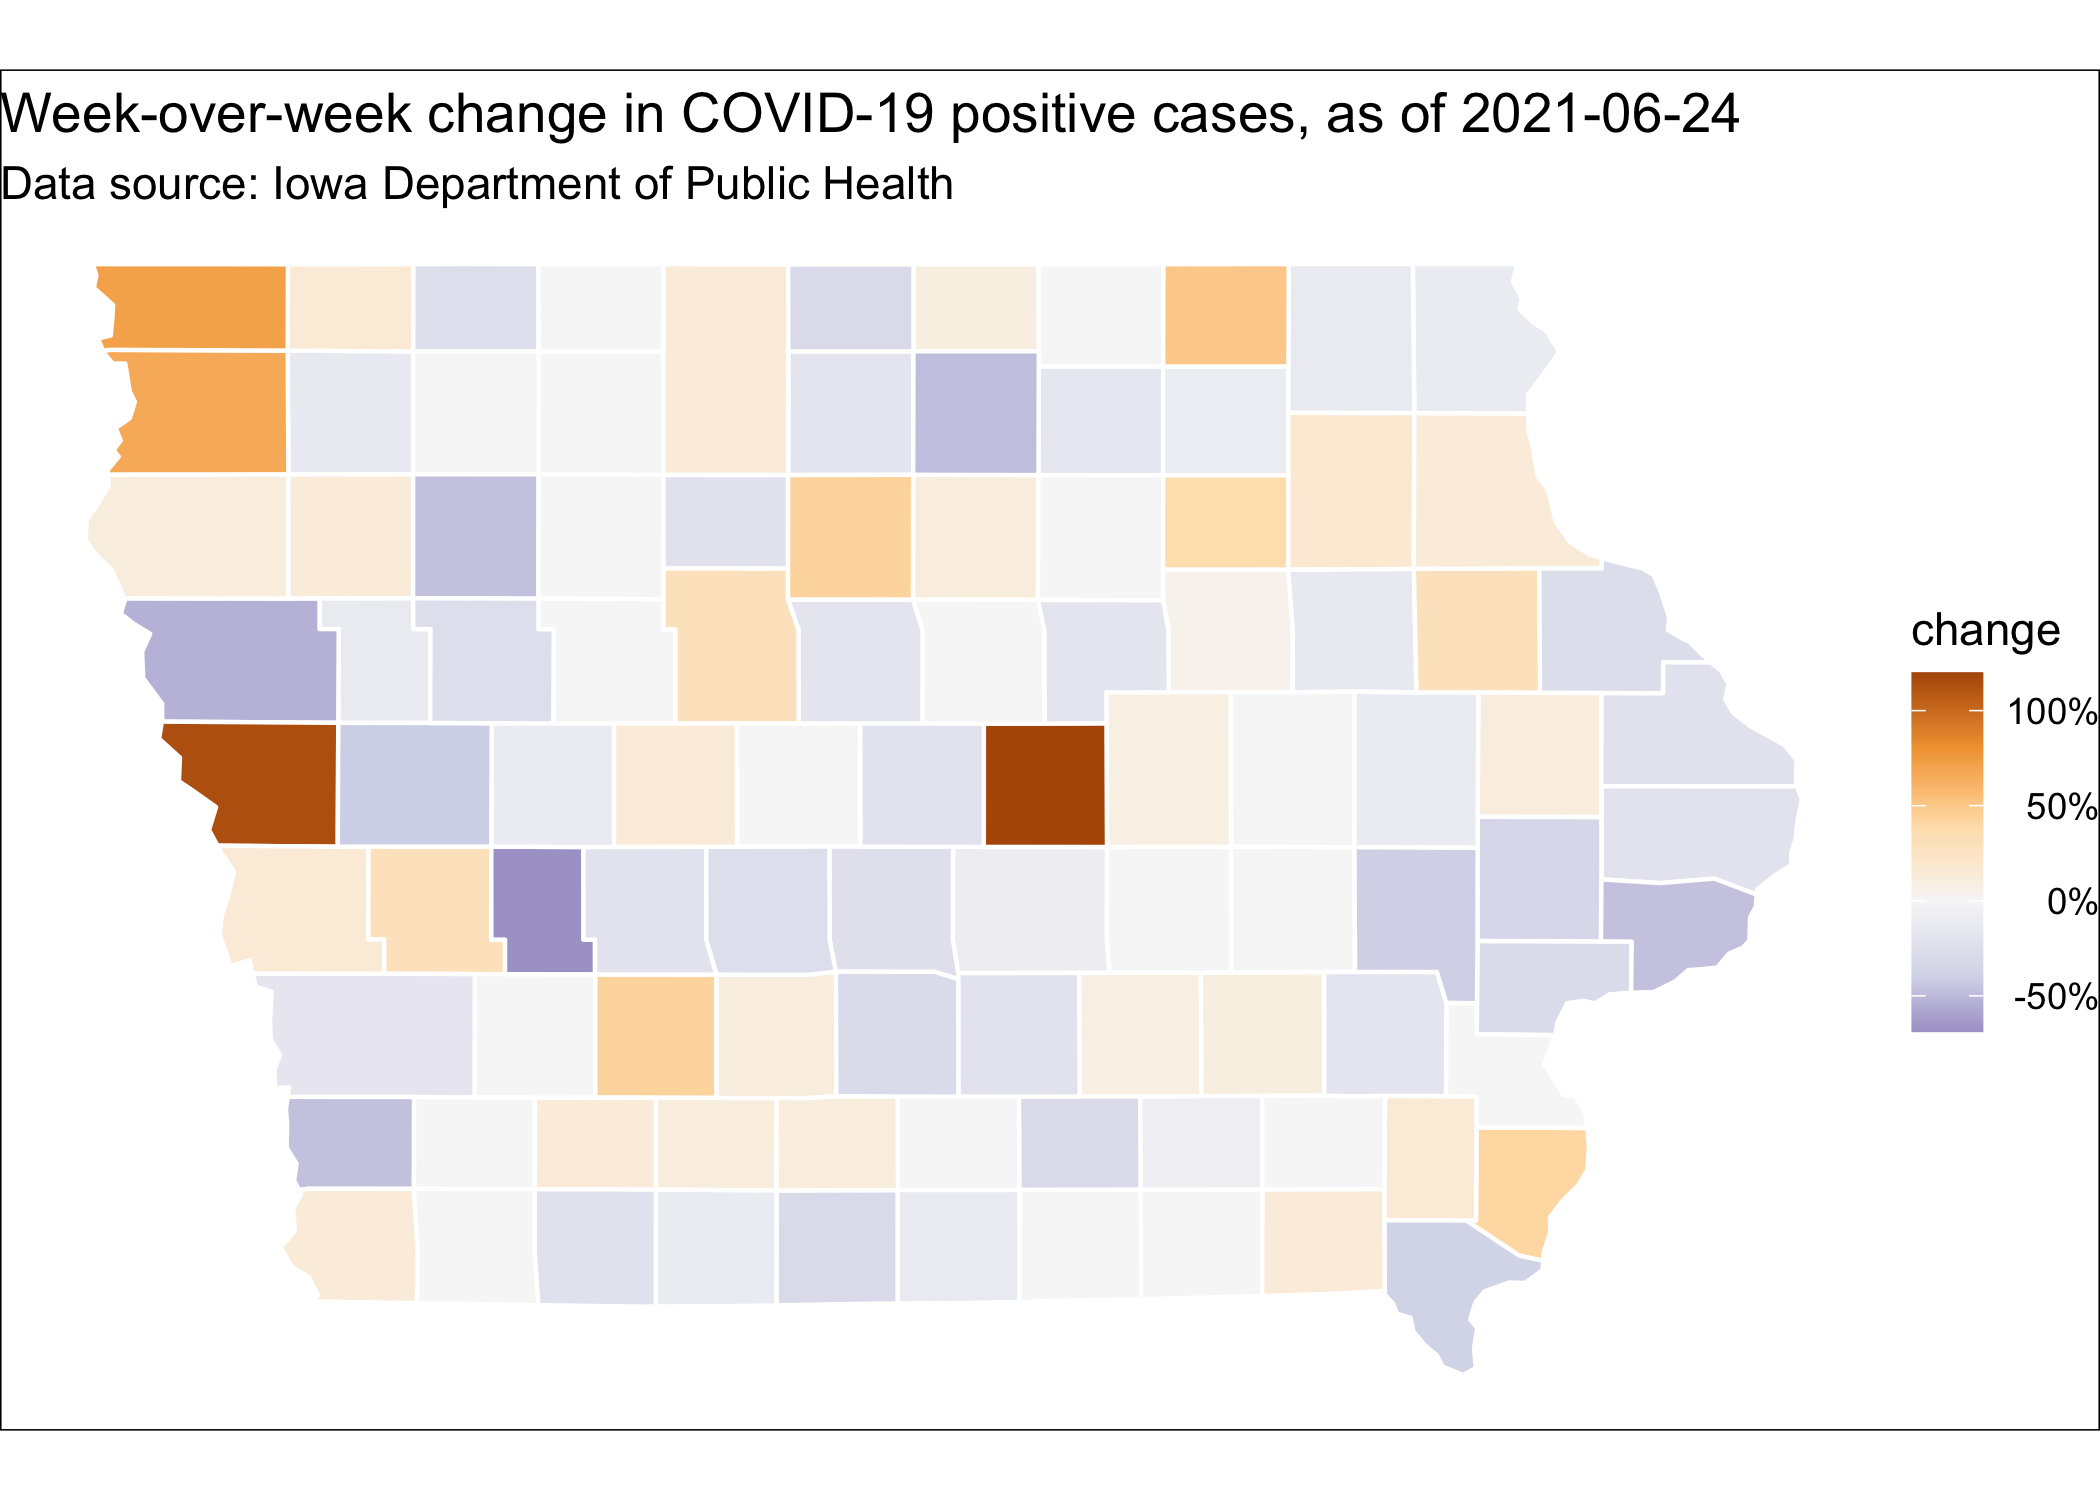 Week-over-week change in COVID-19 positive cases, as of 2021-06-24
Data source: Iowa Department of Public Health
change
100%
50%
0%
-50%